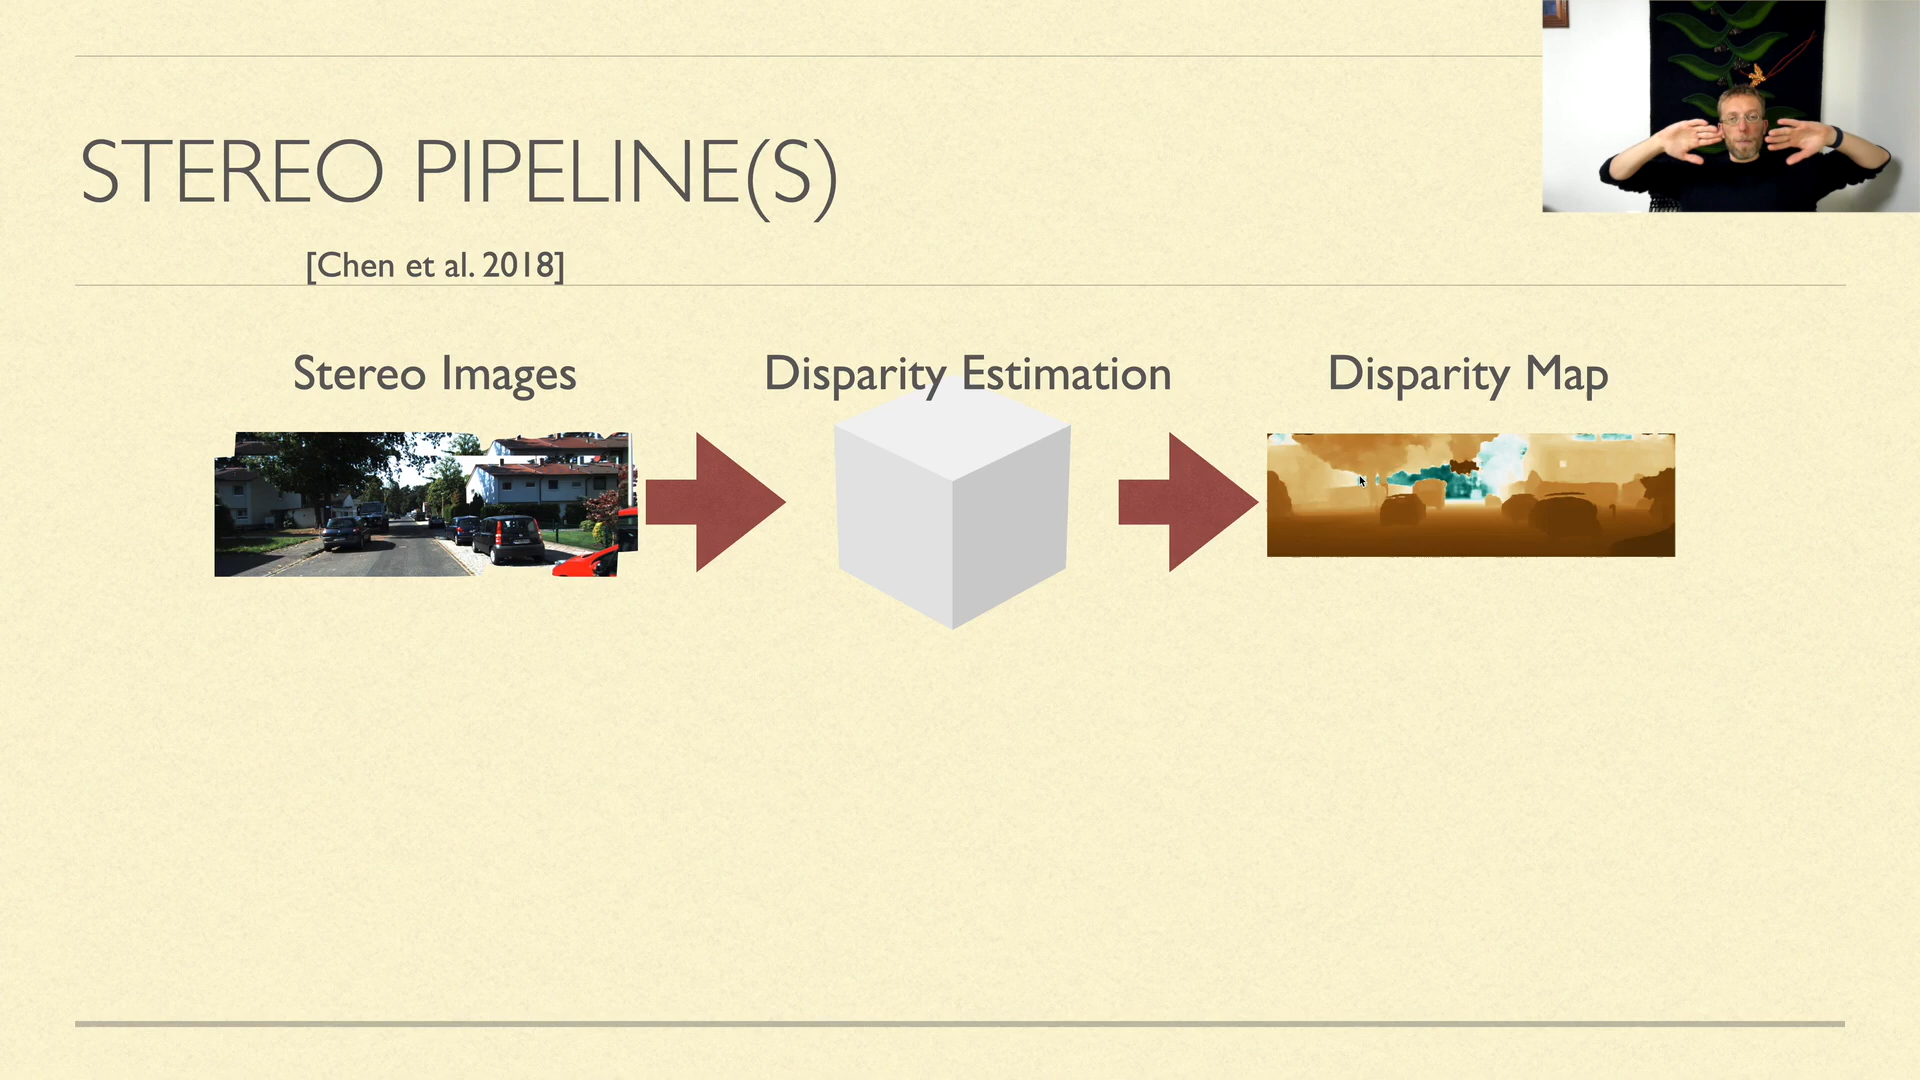 STEREO PIPELINE(S)
[Chen et al. 2018]
Stereo Images
Disparity Estimation
Disparity Map